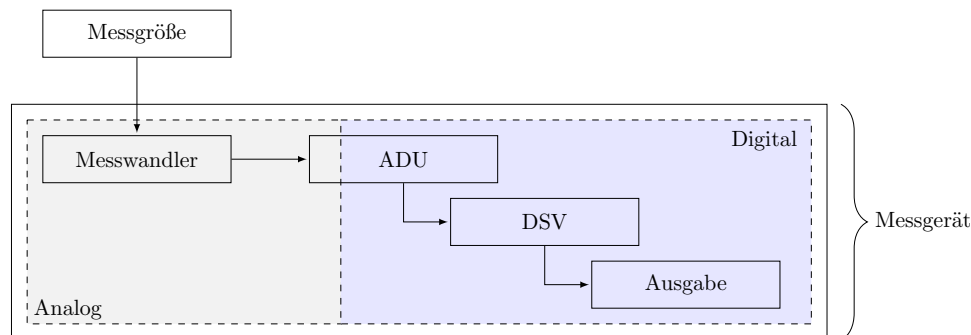 Messgröße
Messwandler
ADU
Digital
DSV
Messgerät
Ausgabe
Analog